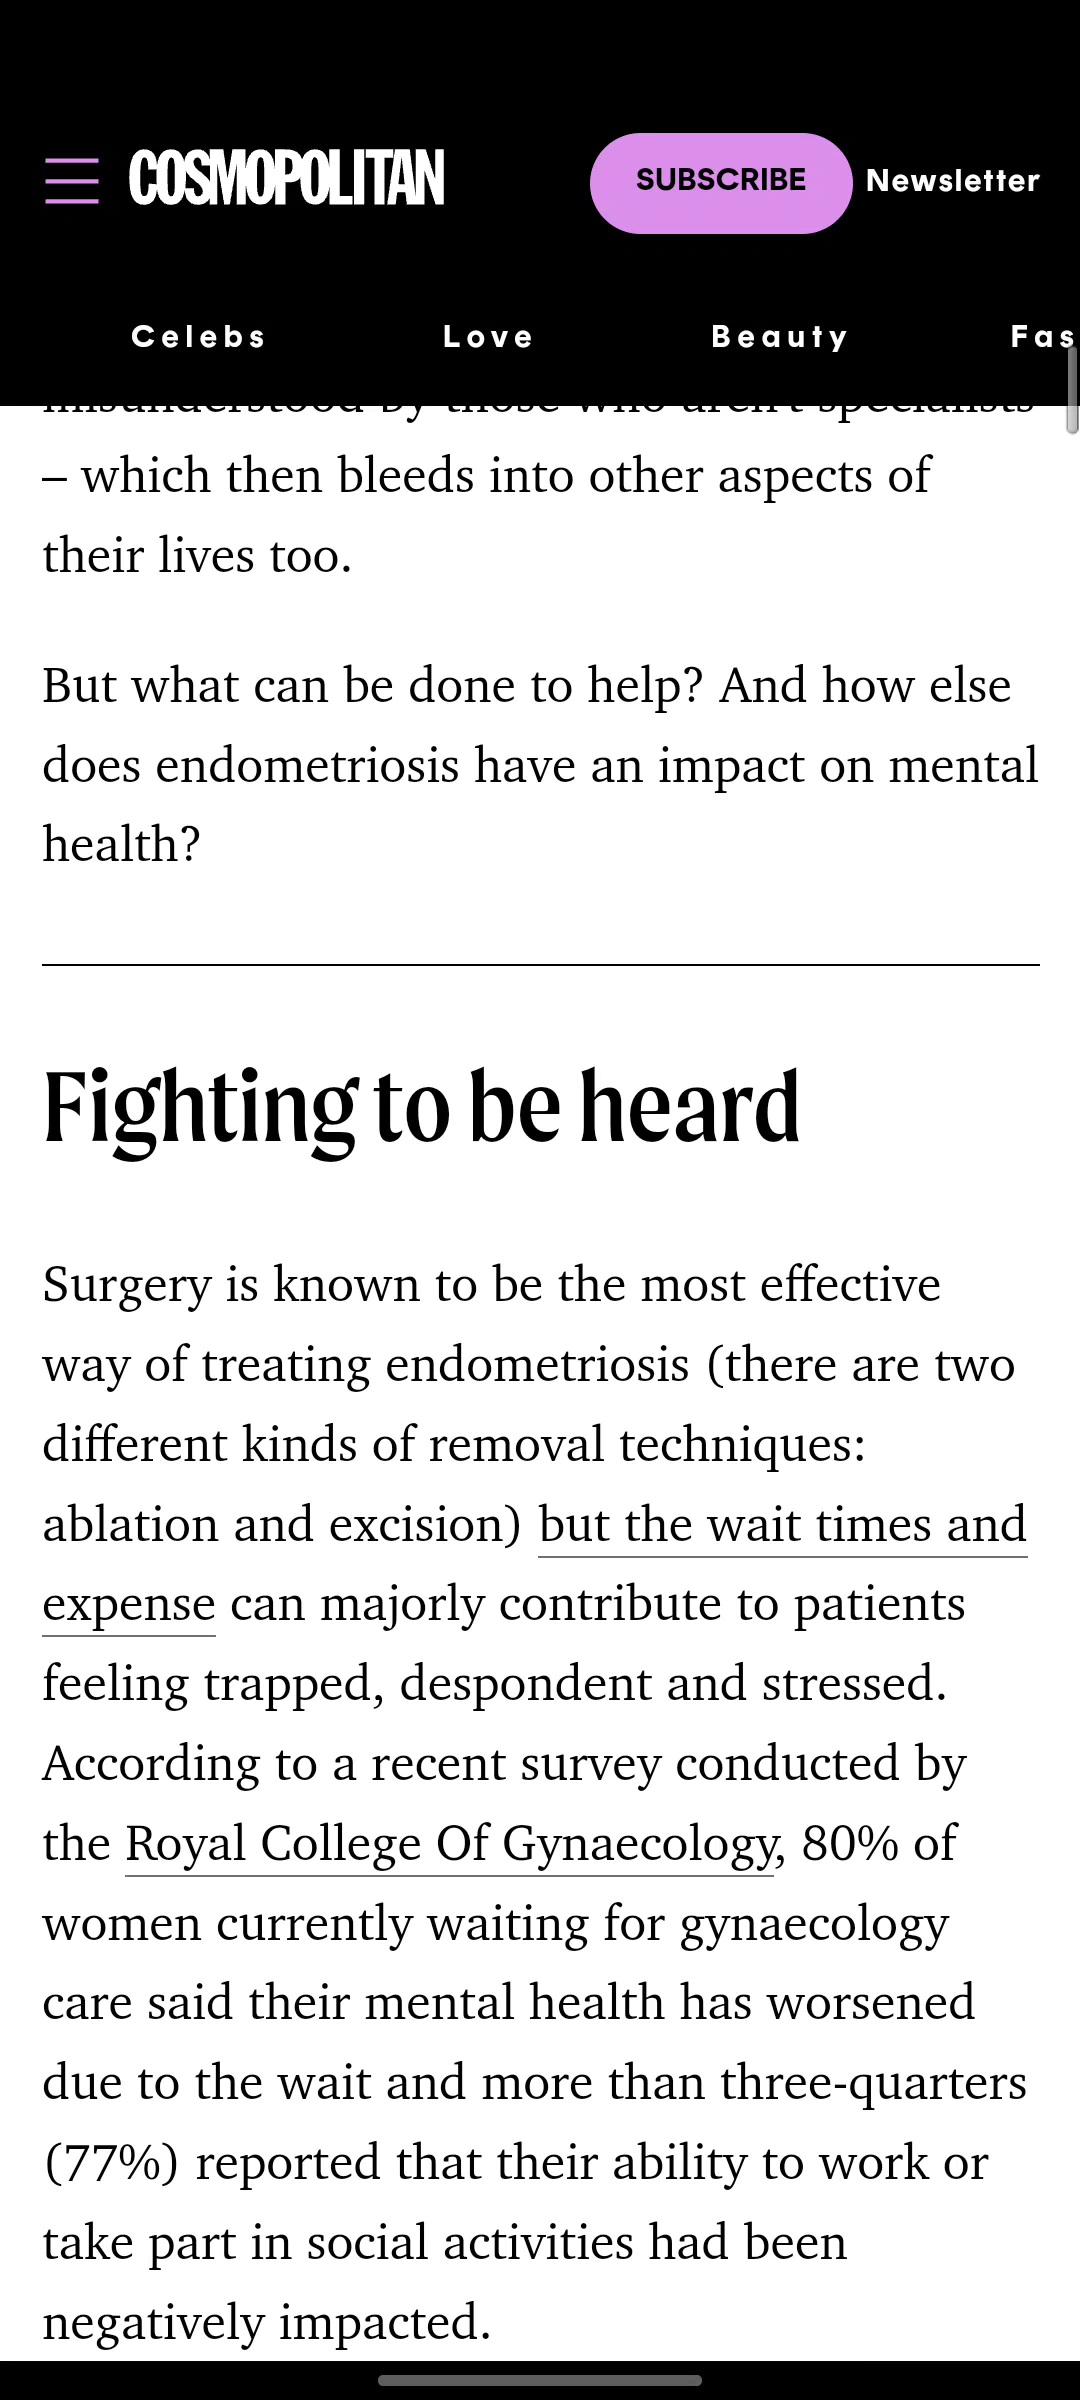 COSMOPOLITAN
SUBSCRIBE
Newsletter
Celebs Love Beauty Fas
misunderstood by those who aren't specialists
– which then bleeds into other aspects of
their lives too.
But what can be done to help? And how else
does endometriosis have an impact on mental
health?
Fighting to be heard
Surgery is known to be the most effective
way of treating endometriosis (there are two
different kinds of removal techniques:
ablation and excision) but the wait times and
expense can majorly contribute to patients
feeling trapped, despondent and stressed.
According to a recent survey conducted by
the Royal College Of Gynaecology, 80% of
women currently waiting for gynaecology
care said their mental health has worsened
due to the wait and more than three-quarters
(77%) reported that their ability to work or
take part in social activities had been
negatively impacted.